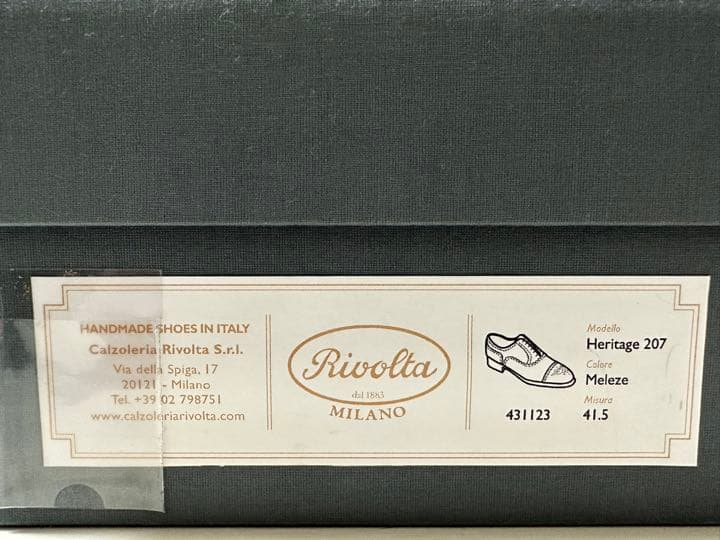 HANDMADE SHOES IN ITALY
Calzoleria Rivolta S.r.l.
Via della Spiga, 17
20121 - Milano
Tel. +39 02 798751
www.calzoleriarivolta.com
Rivolta
dal 1883
MILANO
431123
Modello
Heritage 207
Colore
Meleze
Misura
41.5